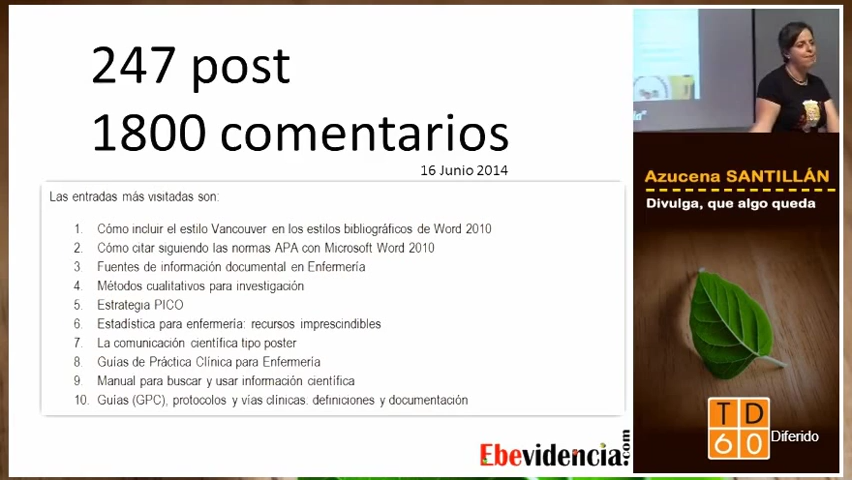 247 post
1800 comentarios
16 Junio 2014
Las entradas más visitadas son:
1. Cómo incluir el estilo Vancouver en los estilos bibliográficos de Word 2010
2. Cómo citar siguiendo las normas APA con Microsoft Word 2010
3. Fuentes de información documental en Enfermería
4. Métodos cualitativos para investigación
5. Estrategia PICO
6. Estadística para enfermería: recursos imprescindibles
7. La comunicación científica tipo poster
8. Guías de Práctica Clínica para Enfermería
9. Manual para buscar y usar información científica
10. Guías (GPC), protocolos y vías clínicas. definiciones y documentación
Ebevidencia.com
Azucena SANTILLÁN
Divulga, que algo queda
TD
60
Diferido